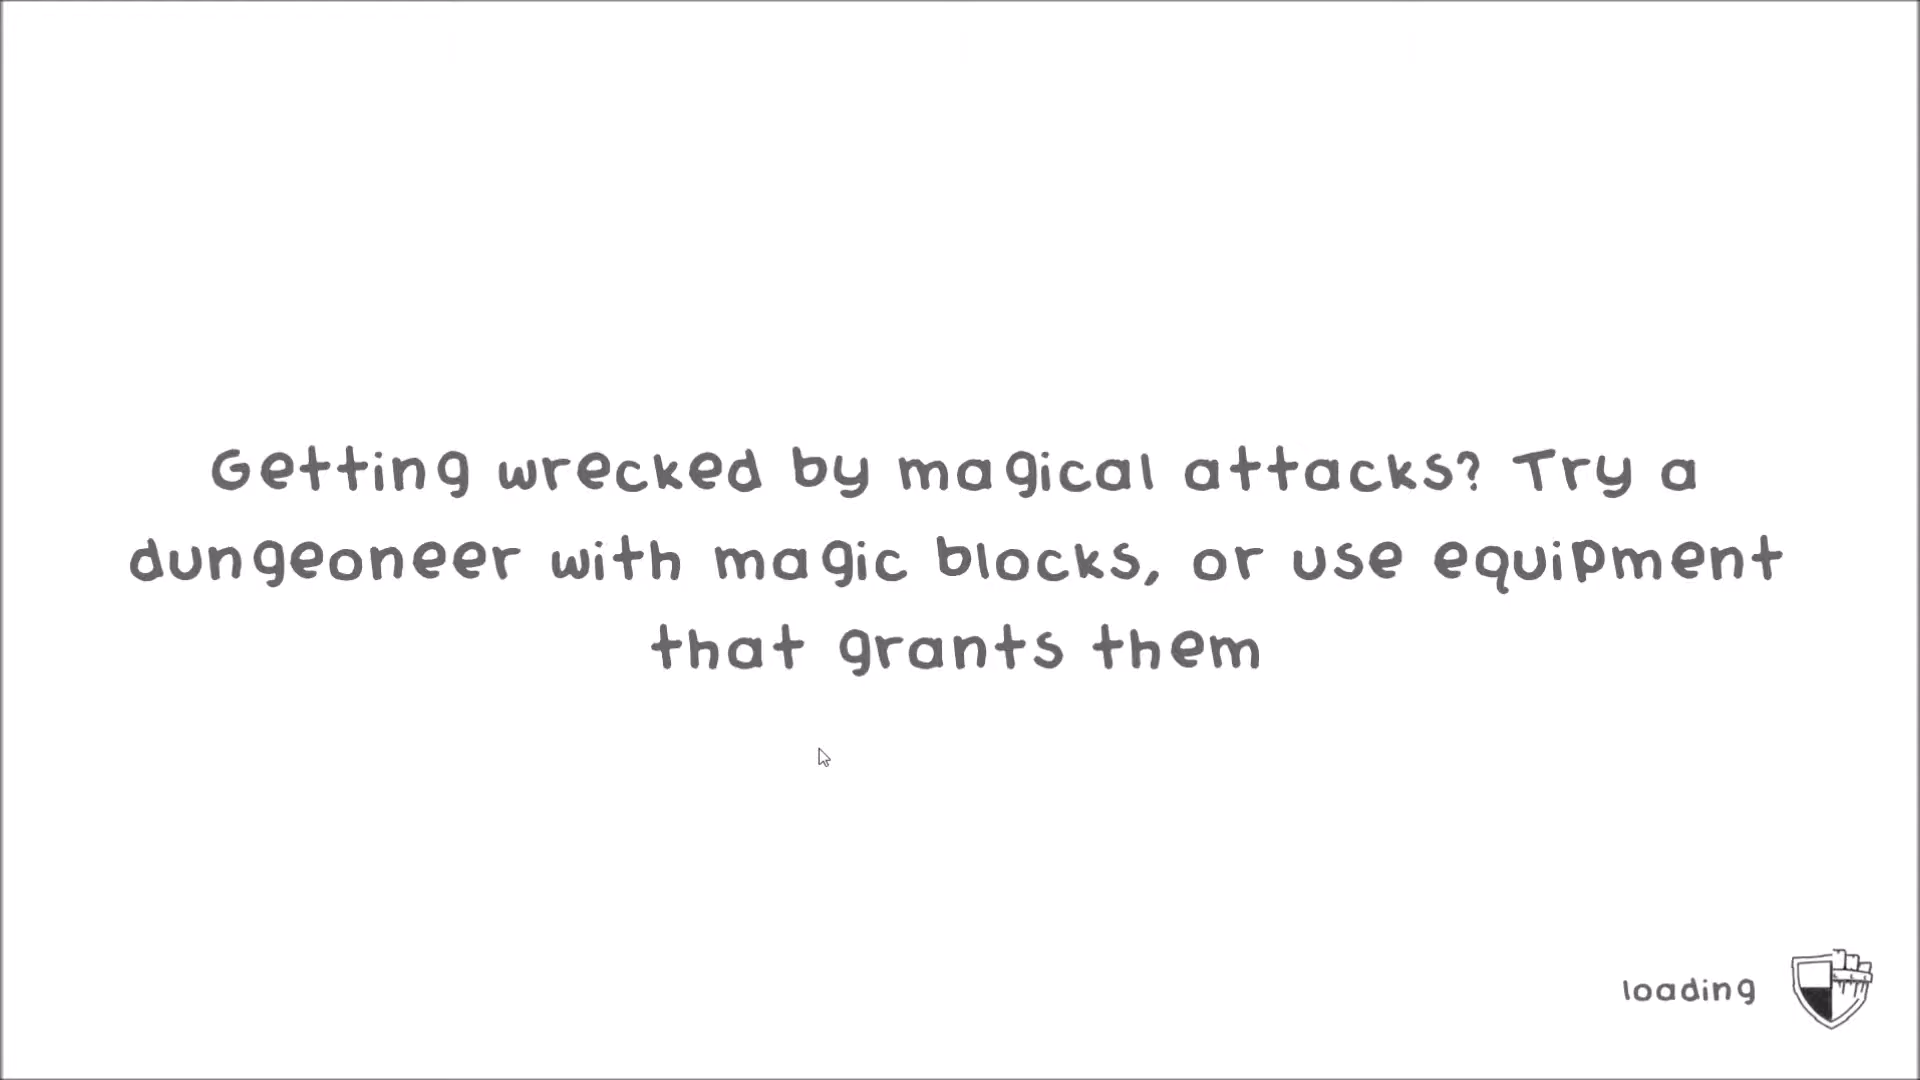 Getting wrecked by magical attacks? Try a
dungeoneer with magic blocks, or use equipment
that grants them
loading